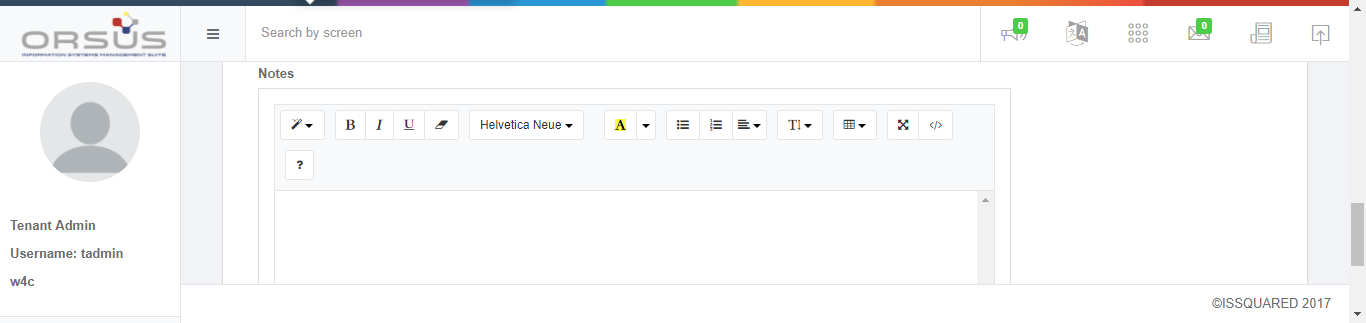 ORSUS
INFORMATION SYSTEMS MANAGEMENT SUITE
Search by screen
0
0
Notes
B I U Helvetica Neue A TI </>
?
Tenant Admin
Username: tadmin
w4c
©ISSQUARED 2017